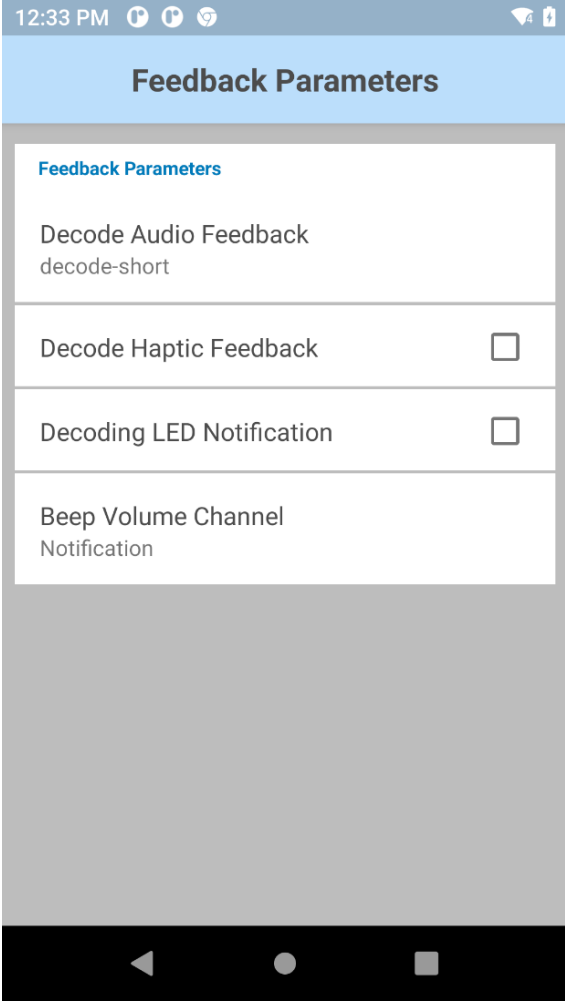 12:33 PM
4
Feedback Parameters
Feedback Parameters
Decode Audio Feedback
decode-short
Decode Haptic Feedback
Decoding LED Notification
Beep Volume Channel
Notification